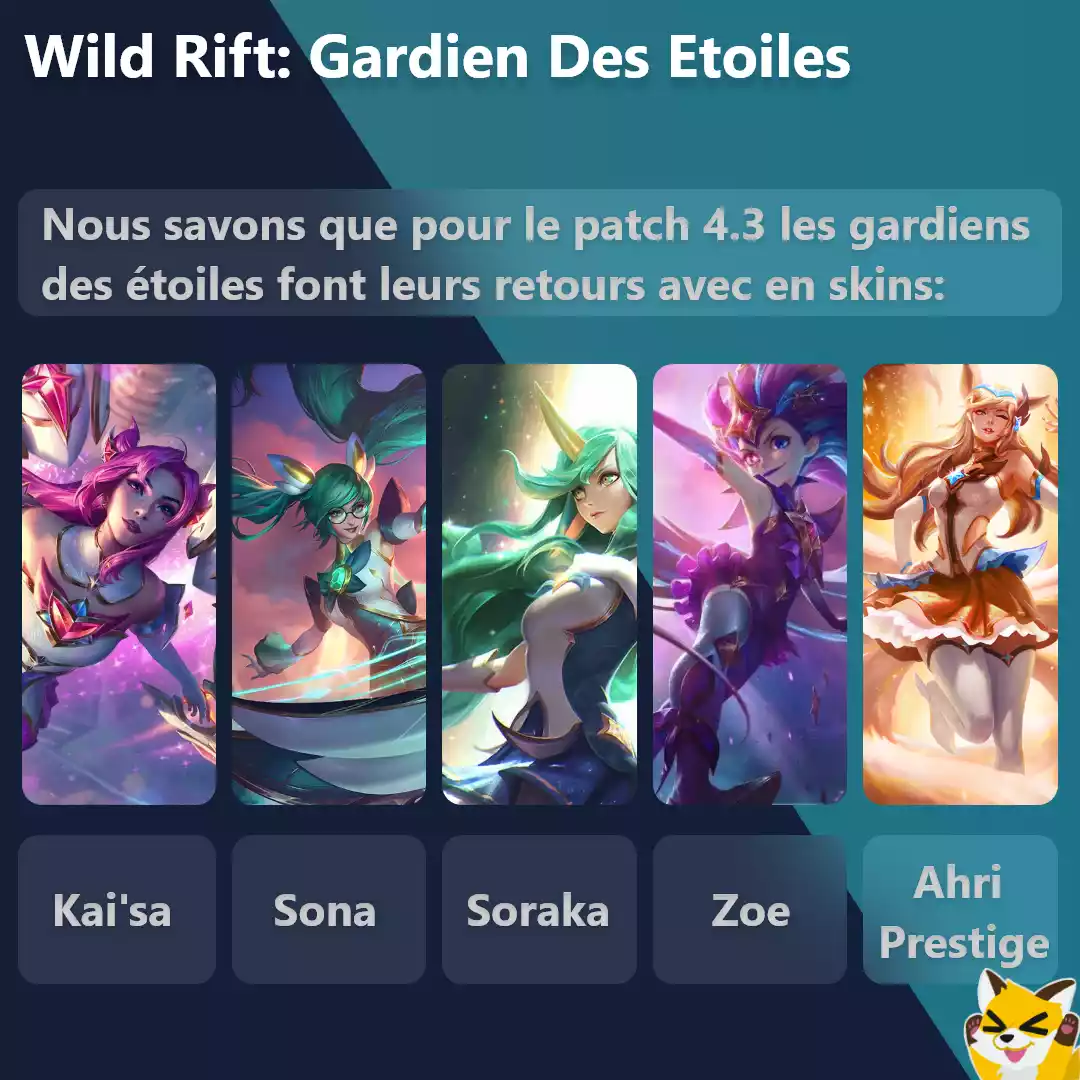 Wild Rift: Gardien Des Etoiles
Nous savons que pour le patch 4.3 les gardiens
des étoiles font leurs retours avec en skins:
Kai'sa
Sona
Soraka
Zoe
Ahri
Prestige